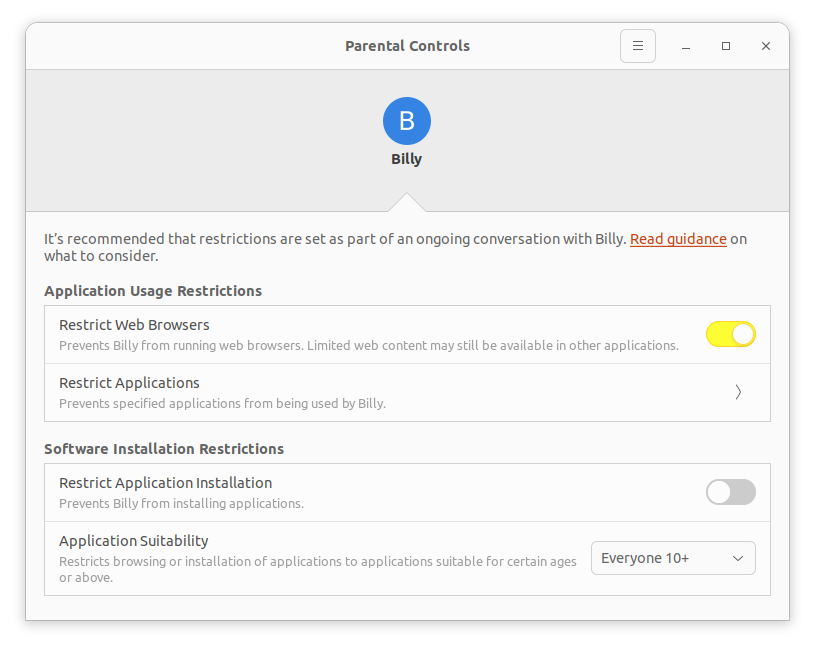 Parental Controls
B
Billy
It’s recommended that restrictions are set as part of an ongoing conversation with Billy. Read guidance on
what to consider.
Application Usage Restrictions
Restrict Web Browsers
Prevents Billy from running web browsers. Limited web content may still be available in other applications.
Restrict Applications
Prevents specified applications from being used by Billy.
Software Installation Restrictions
Restrict Application Installation
Prevents Billy from installing applications.
Application Suitability
Restricts browsing or installation of applications to applications suitable for certain ages
or above.
Everyone 10+